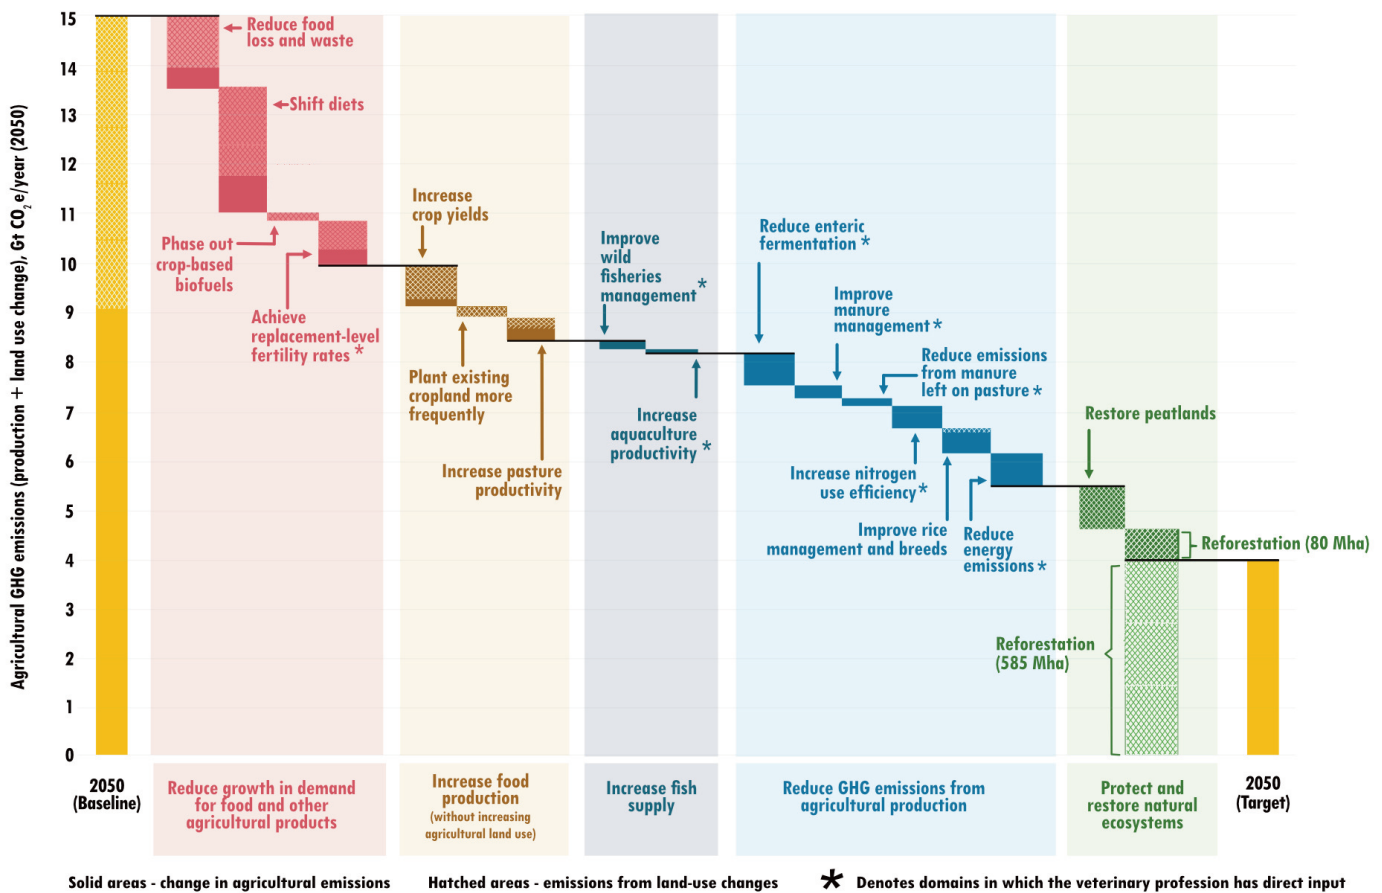 Agricultural GHG emissions (production + land use change), Gt CO2 e/year (2050)
15
14
13
12
11
10
9
8
7
6
5
4
3
2
1
0
Reduce food
loss and waste
Shift diets
Phase out
crop-based
biofuels
Achieve
replacement-level
fertility rates *
Increase
crop yields
Plant existing
cropland more
frequently
Increase pasture
productivity
Improve
wild
fisheries
management *
Increase
aquaculture
productivity *
Reduce enteric
fermentation *
Improve
manure
management *
Reduce emissions
from manure
left on pasture *
Increase nitrogen
use efficiency *
Improve rice
management and breeds
Reduce
energy
emissions *
Restore peatlands
Reforestation (80 Mha)
Reforestation
(585 Mha)
2050
(Baseline)
Reduce growth in demand
for food and other
agricultural products
Increase food
production
(without increasing
agricultural land use)
Increase fish
supply
Reduce GHG emissions from
agricultural production
Protect and
restore natural
ecosystems
2050
(Target)
Solid areas - change in agricultural emissions
Hatched areas - emissions from land-use changes
* Denotes domains in which the veterinary profession has direct input